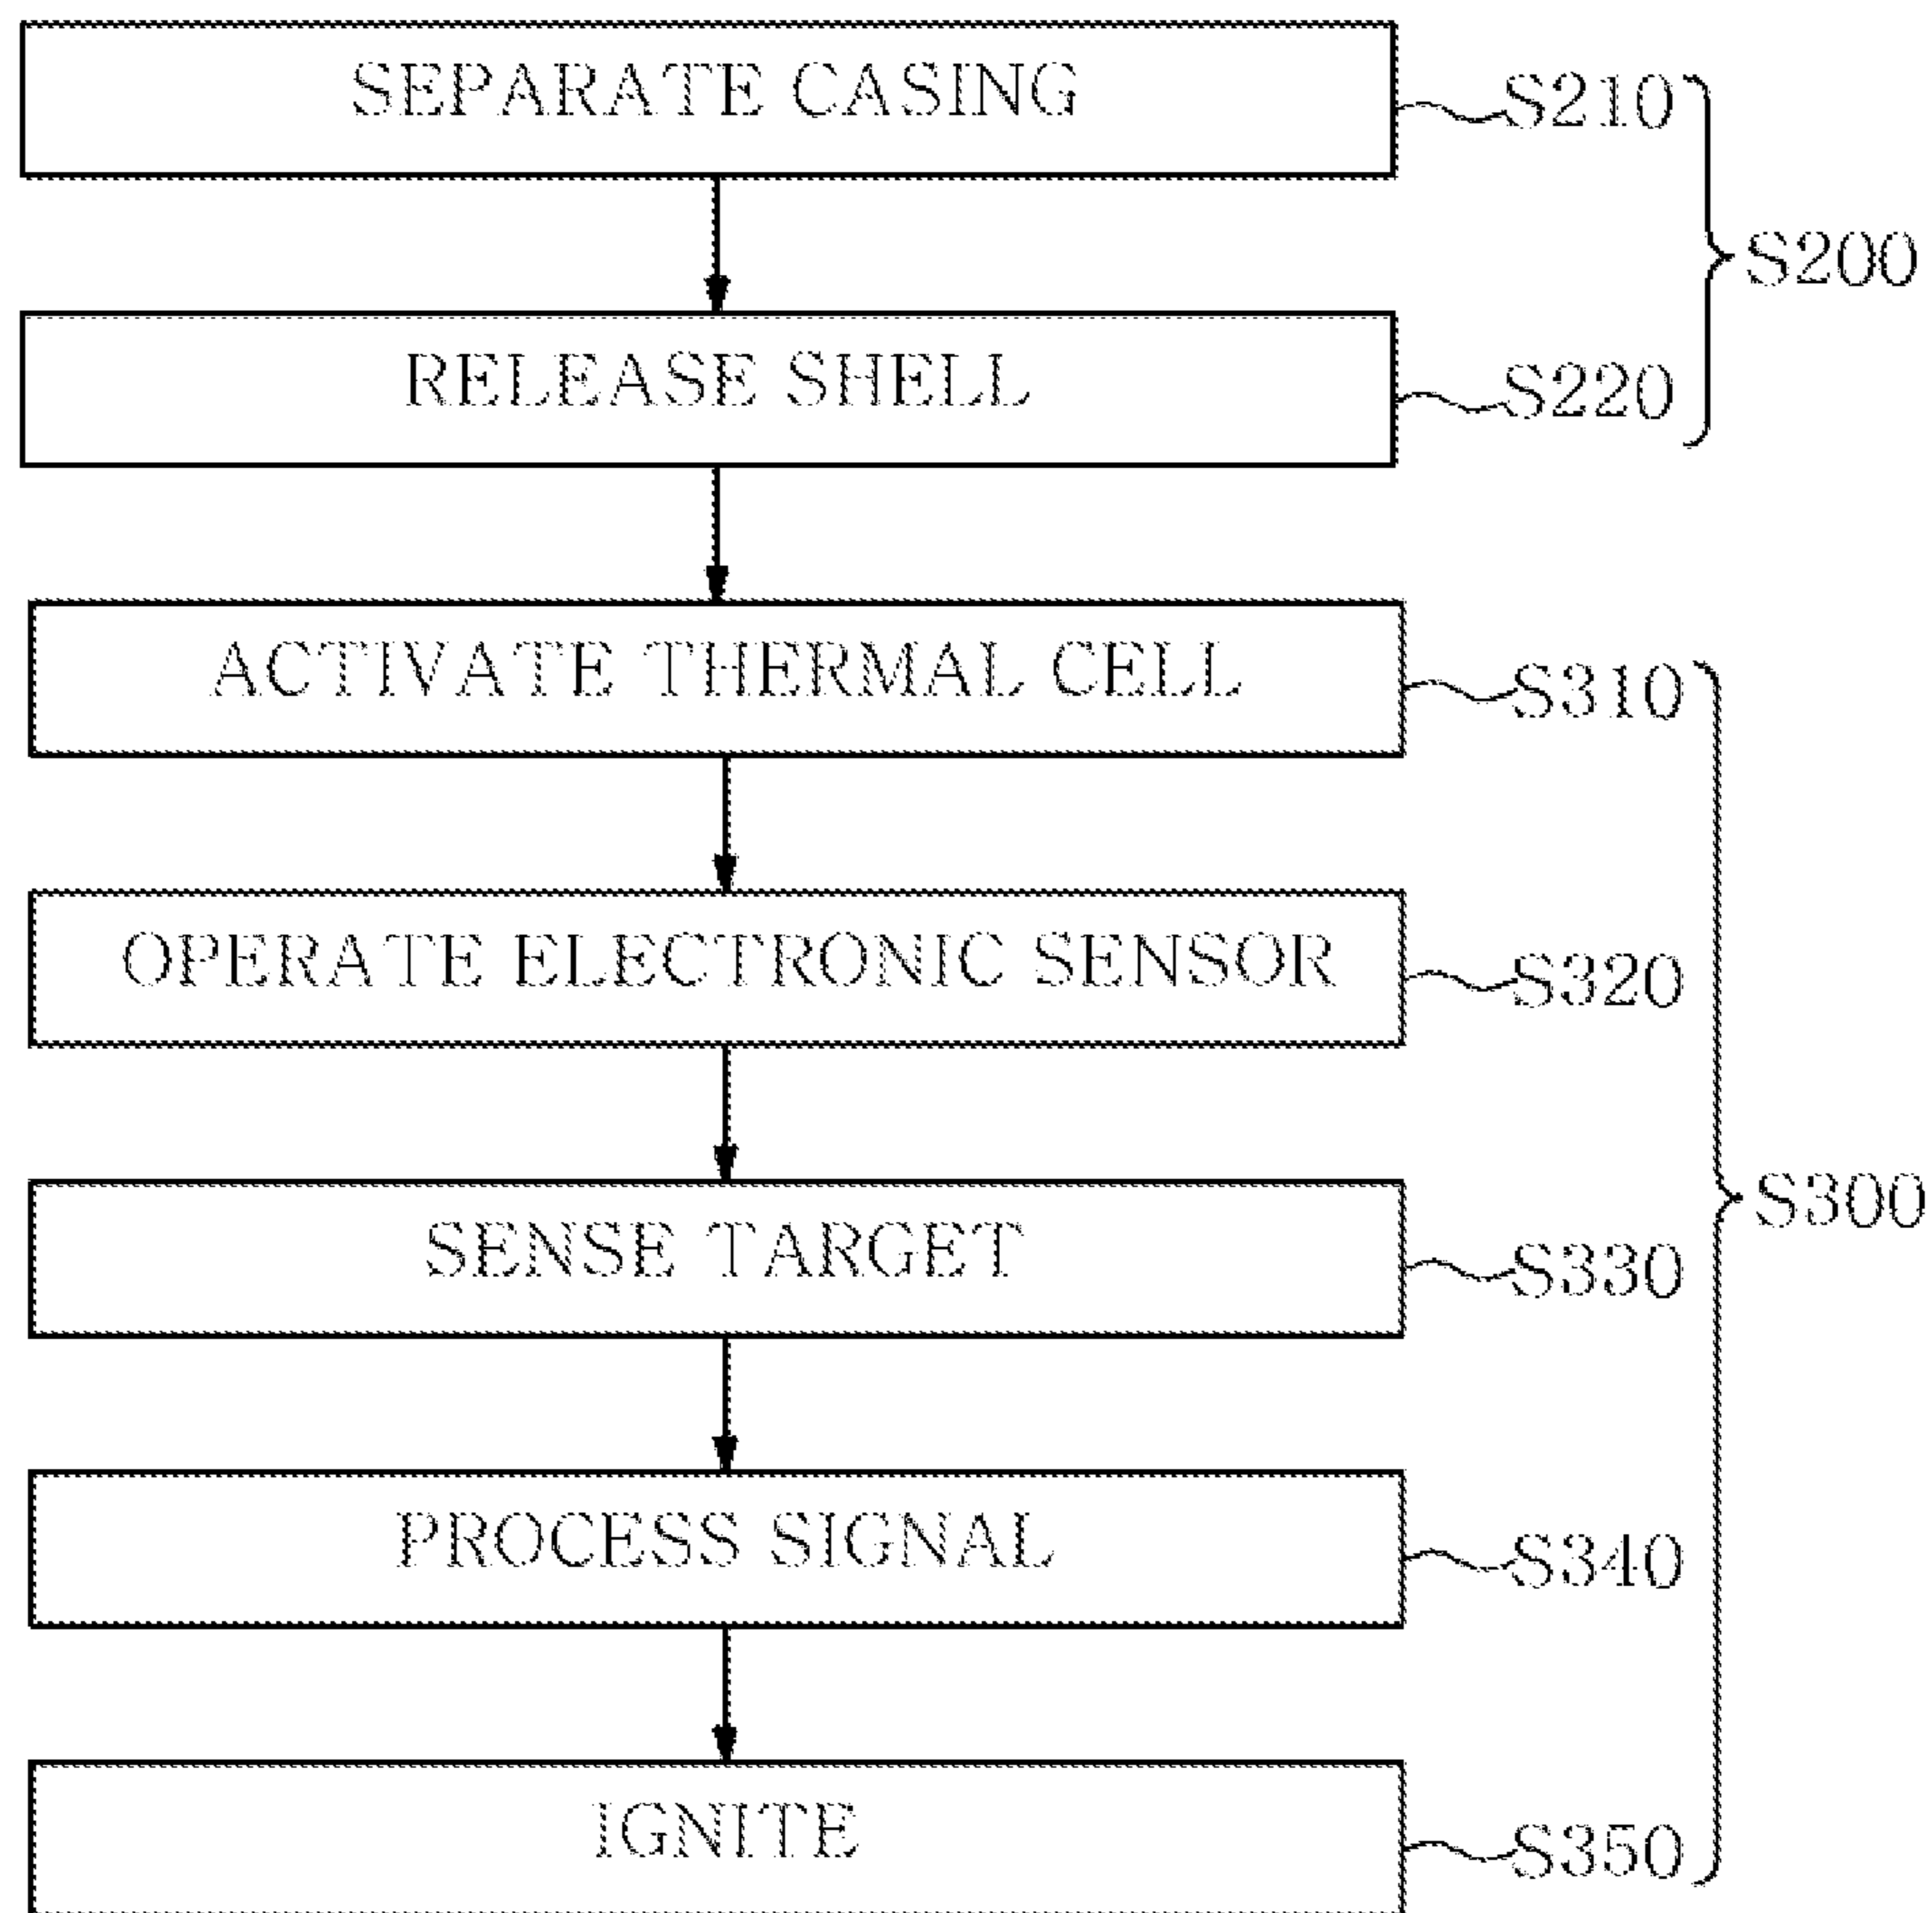 SEPARATE CASING
S210
S200
RELEASE SHELL
S220
ACTIVATE THERMAL CELL
S310
OPERATE ELECTRONIC SENSOR
S320
S300
SENSE TARGET
S330
PROCESS SIGNAL
S340
IGNITE
S350